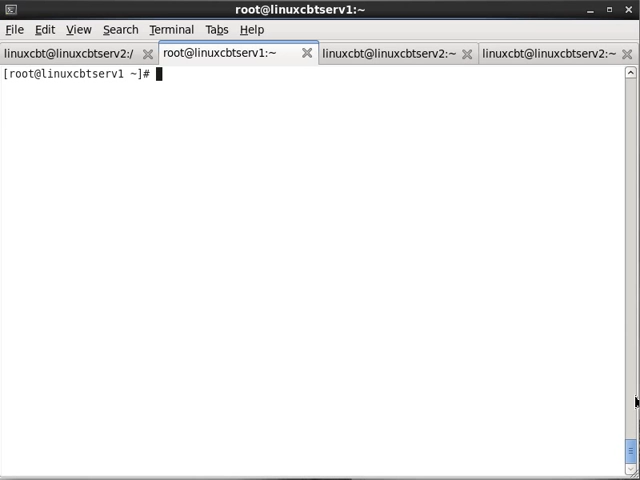 root@linuxcbtserv1:~
File Edit View Search Terminal Tabs Help
linuxcbt@linuxcbtserv2:/ root@linuxcbtserv1:~ linuxcbt@linuxcbtserv2:~ linuxcbt@linuxcbtserv2:~
[root@linuxcbtserv1 ~]#